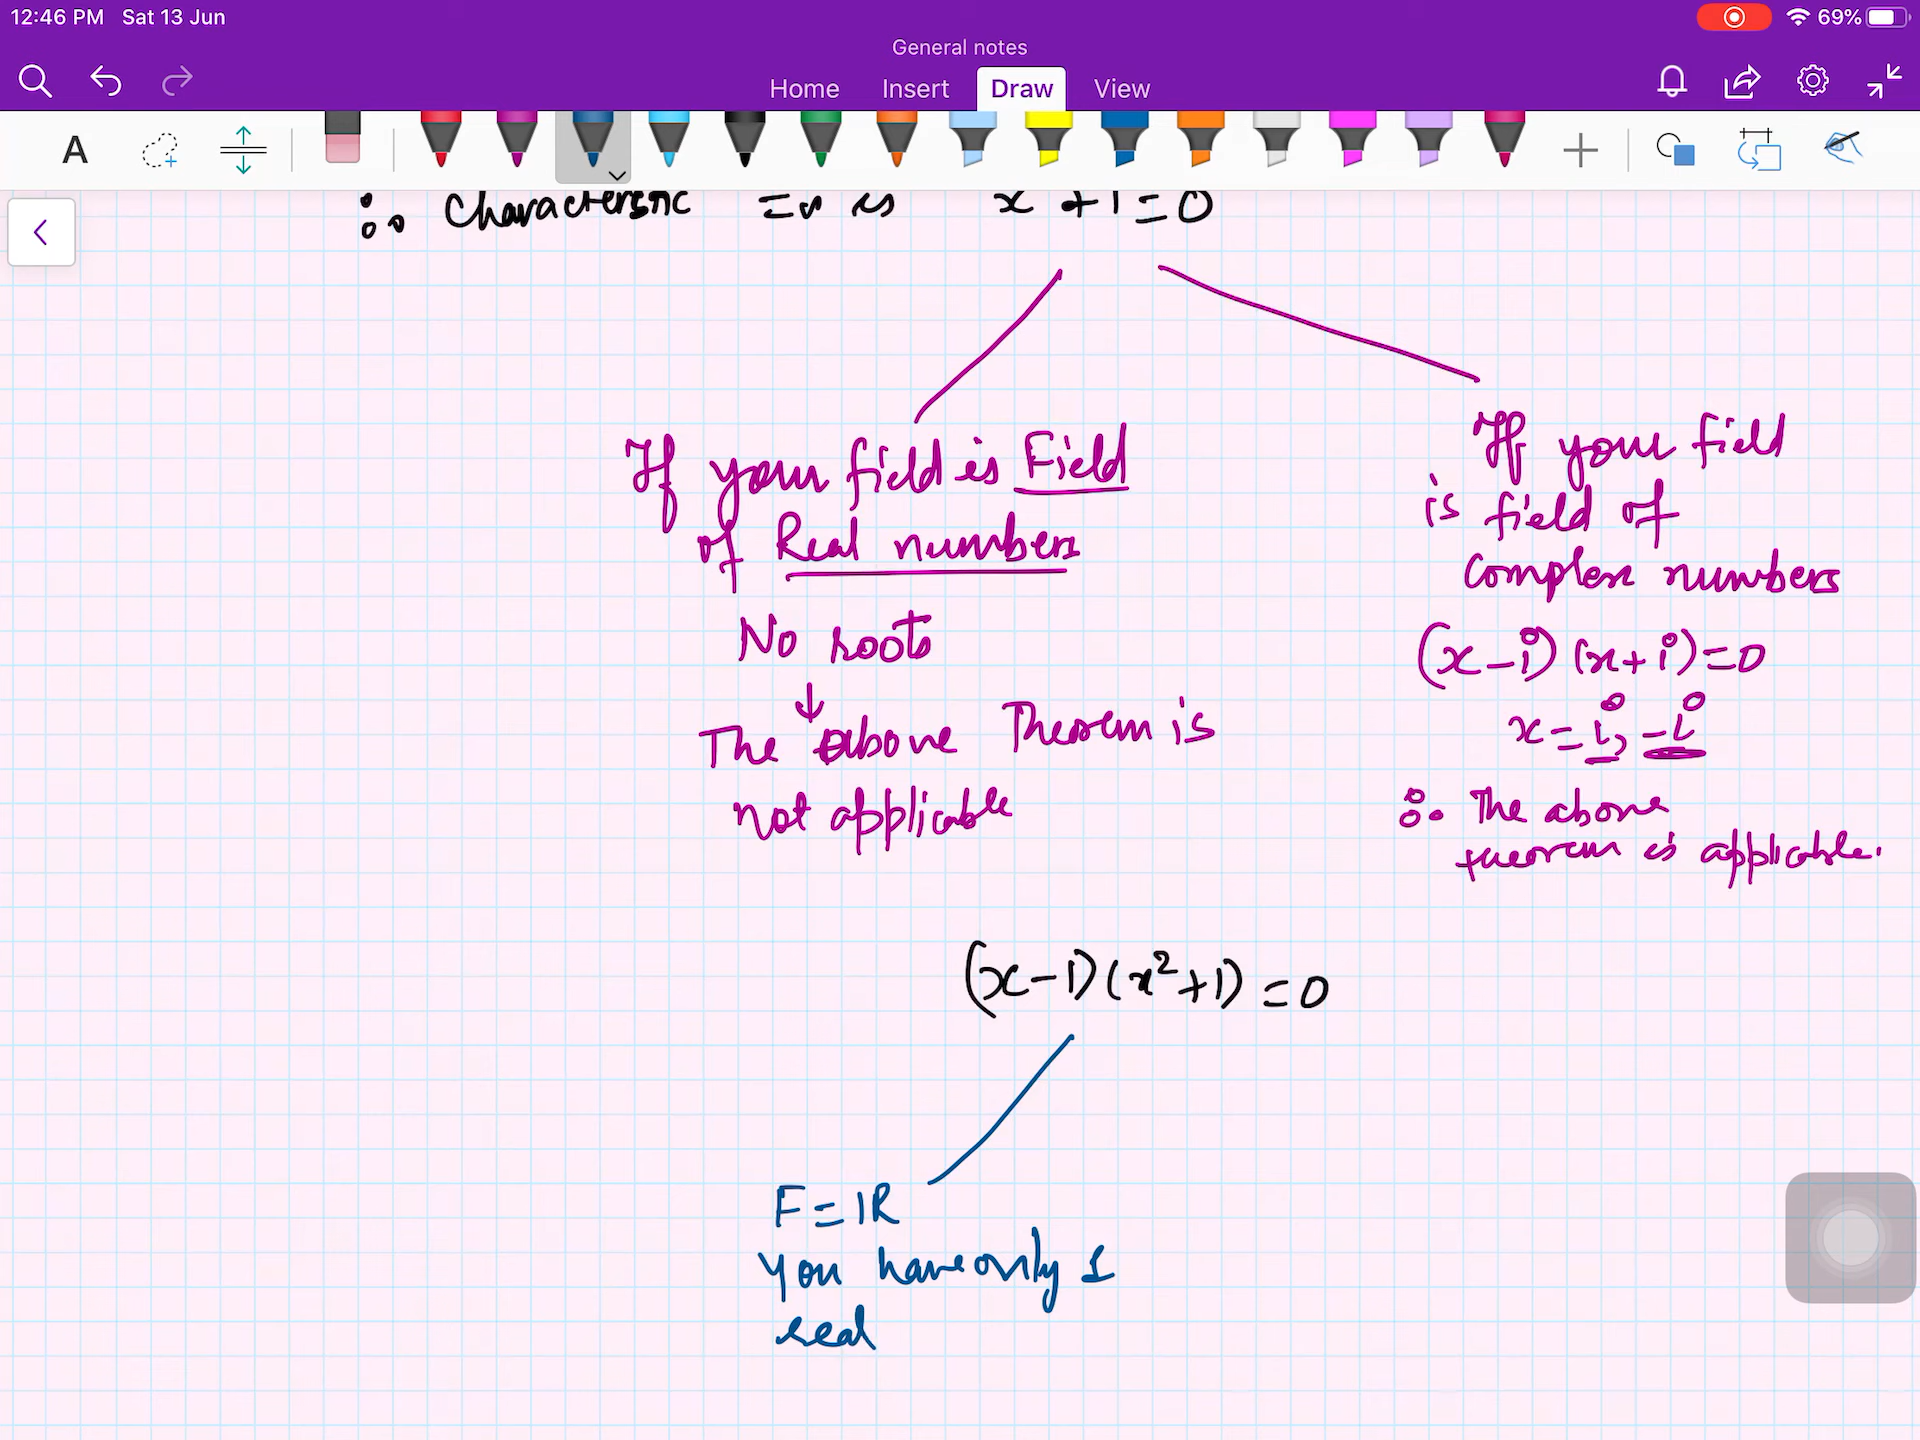 12:46 PM Sat 13 Jun
69%
General notes
Home Insert Draw View
A
∴ Characteristic =n is x +1=0
If your field is Field
of Real numbers
No roots
↓
The above Theorem is
not applicable
If your field
is field of
complex numbers
(x-i)(x+i)=0
x=i, -i
∴ The above
theorem is applicable.
(x-1)(x²+1)=0
F=IR
You have only 1
real